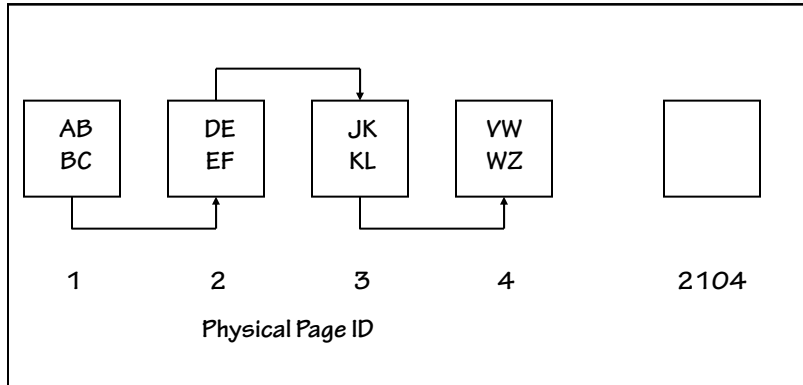 AB
BC
DE
EF
JK
KL
VW
WZ
1 2 3 4 2104
Physical Page ID